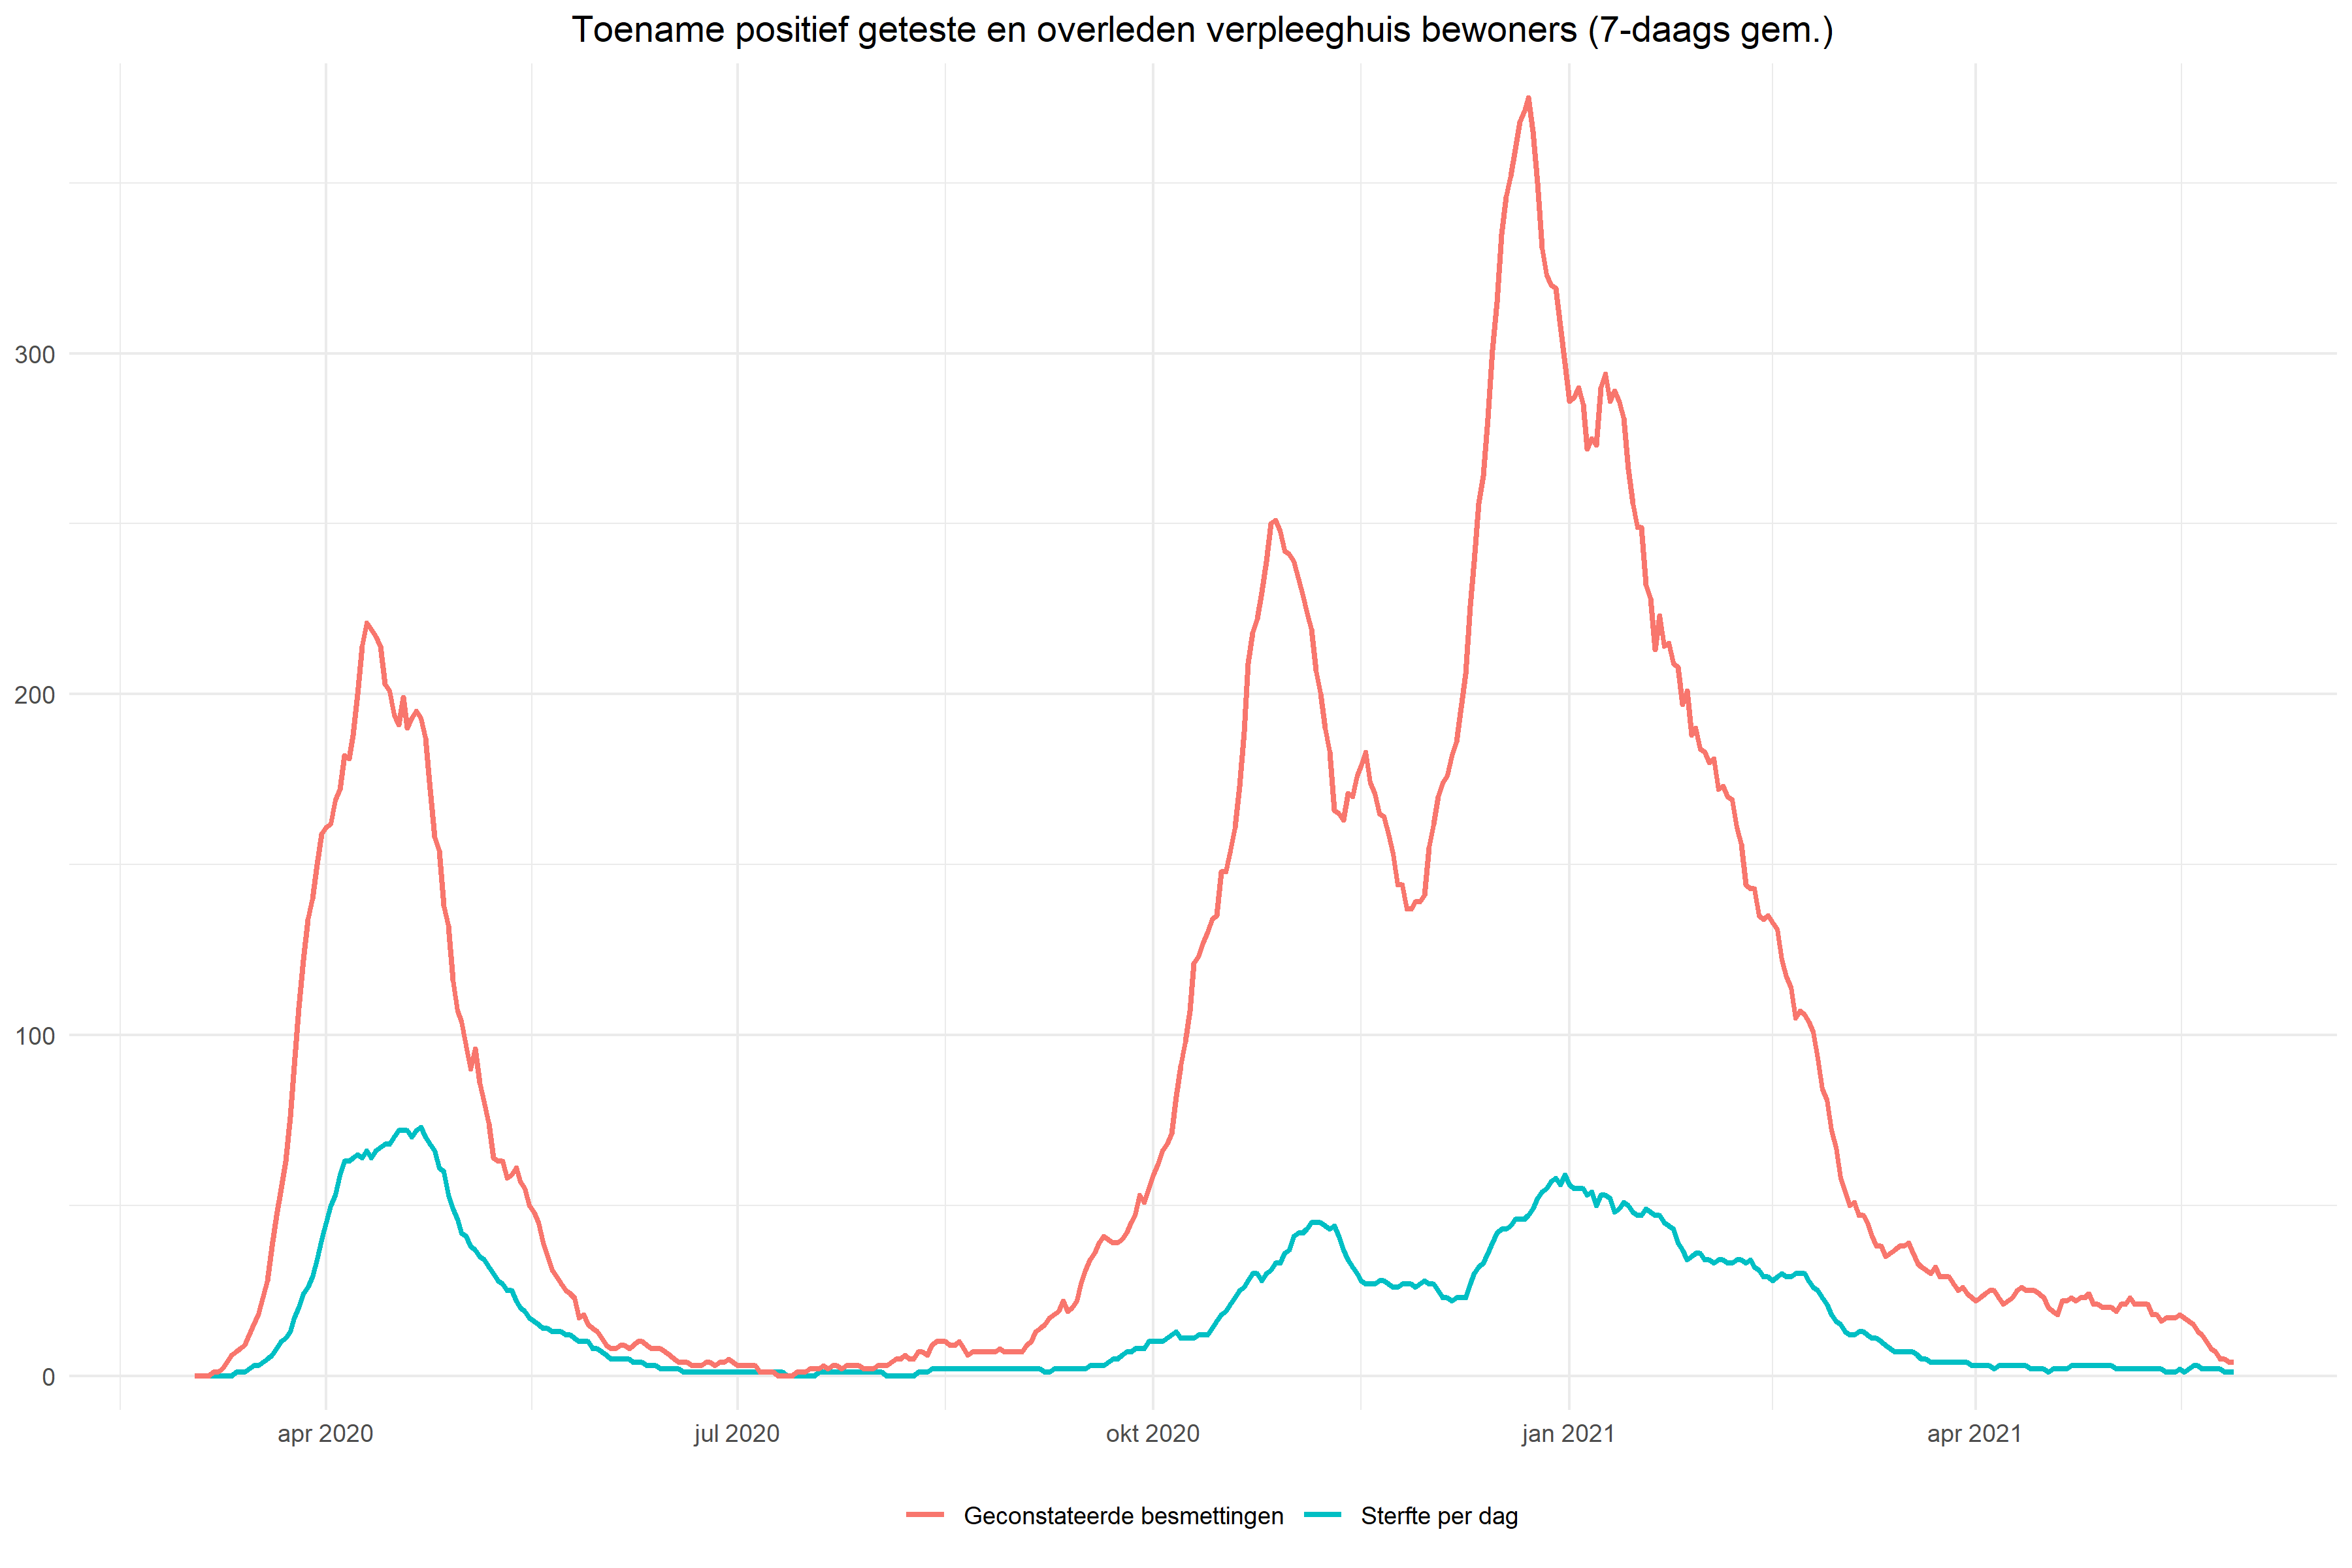 Toename positief geteste en overleden verpleeghuis bewoners (7-daags gem.)
300
200
100
0
apr 2020 jul 2020 okt 2020 jan 2021 apr 2021
Geconstateerde besmettingen Sterfte per dag